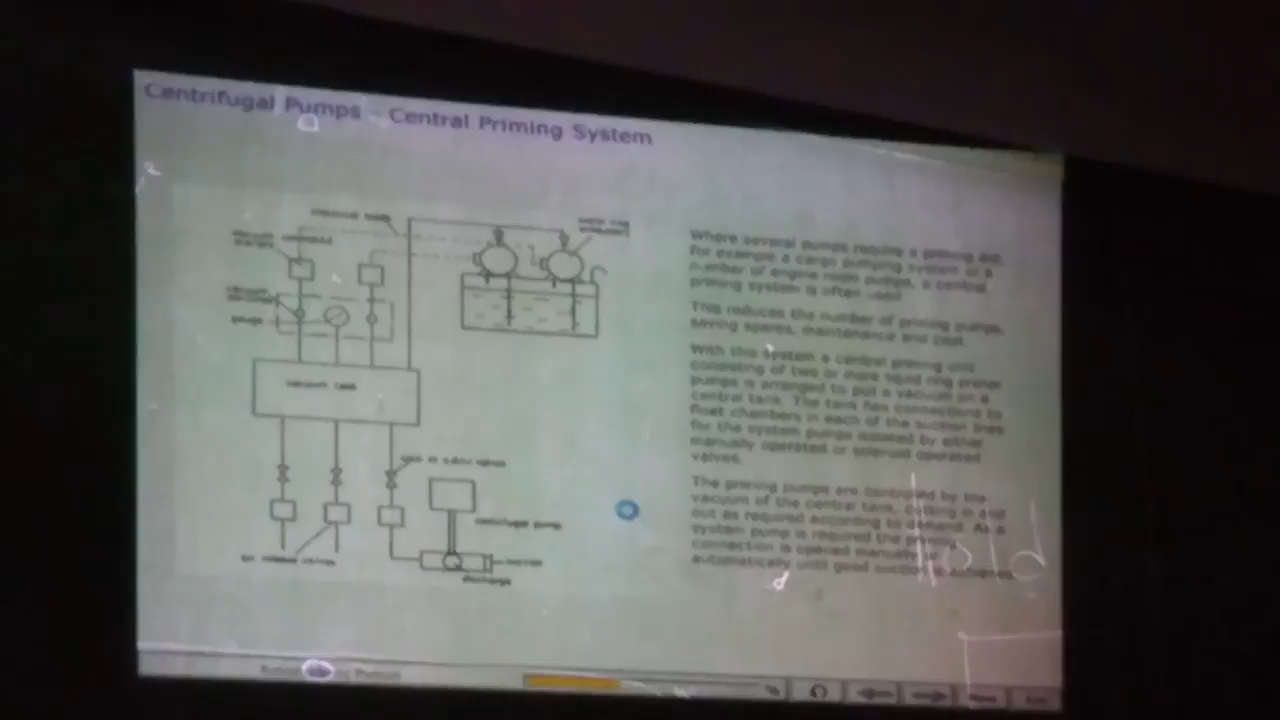 Centrifugal Pumps - Central Priming System
Where several pumps require a priming aid,
for example a cargo pumping system or a
number of engine room pumps, a central
priming system is often used.
This reduces the number of priming pumps,
saving spares, maintenance and cost.
With this system a central priming unit
consisting of two or more liquid ring primer
pumps is arranged to pull a vacuum on a
central tank. The tank has connections to
float chambers in each of the suction lines
for the system pumps isolated by either
manually operated or solenoid operated
valves.
The priming pumps are controlled by the
vacuum of the central tank, cutting in and
out as required according to demand. As a
system pump is required the priming
connection is opened manually or
automatically until good suction is
gauge
vacuum tank
centrifugal pump
suction
discharge